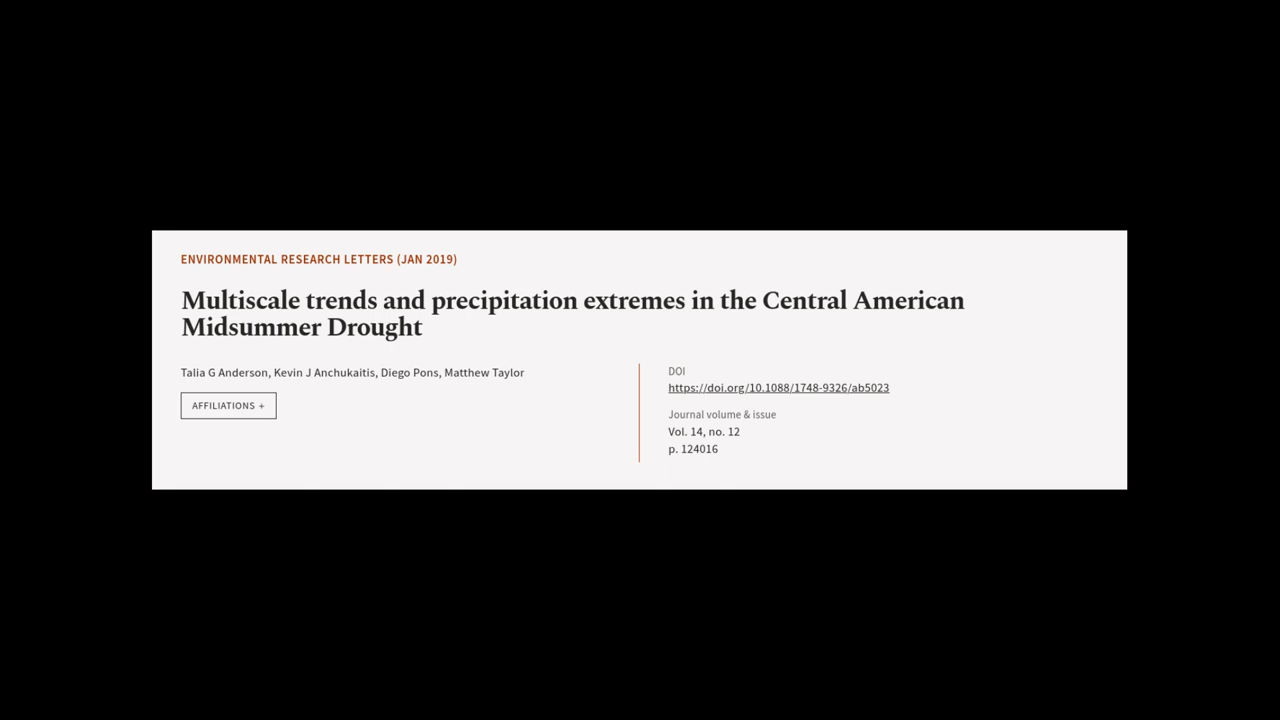 ENVIRONMENTAL RESEARCH LETTERS (JAN 2019)
Multiscale trends and precipitation extremes in the Central American
Midsummer Drought
Talia G Anderson, Kevin J Anchukaitis, Diego Pons, Matthew Taylor
AFFILIATIONS +
DOI
https://doi.org/10.1088/1748-9326/ab5023
Journal volume & issue
Vol. 14, no. 12
p. 124016